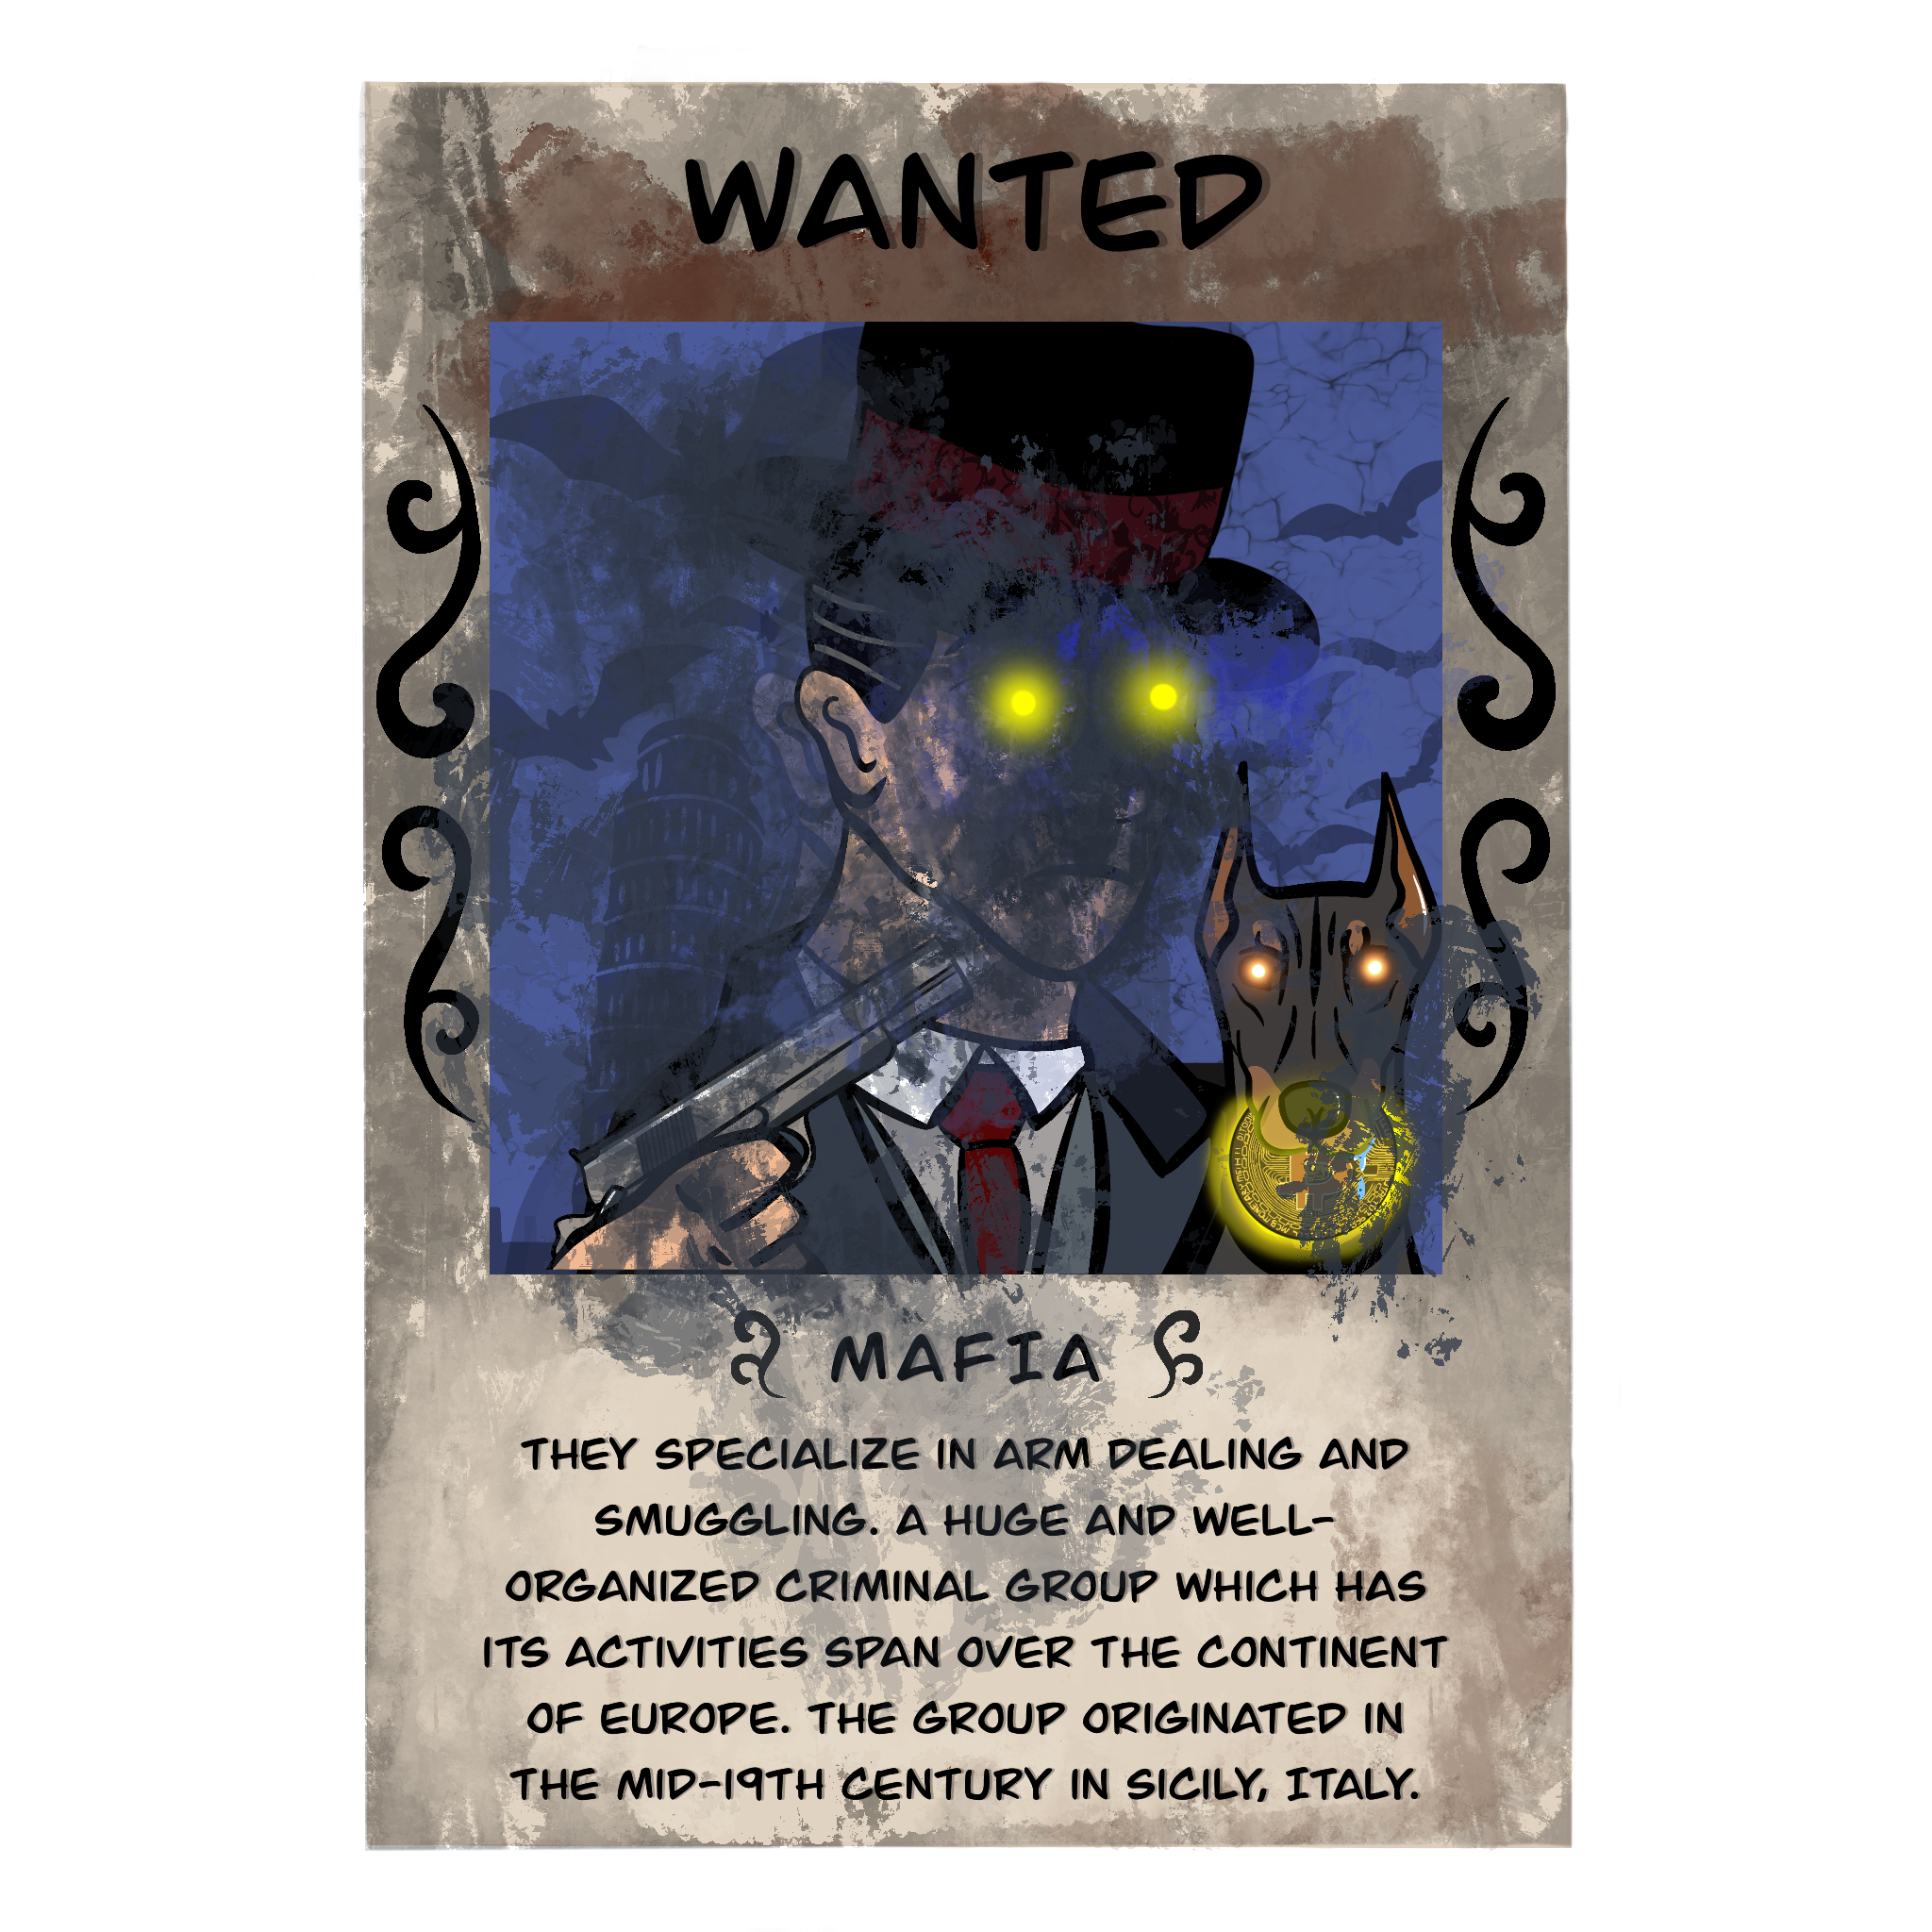 WANTED
MAFIA
THEY SPECIALIZE IN ARM DEALING AND
SMUGGLING. A HUGE AND WELL-
ORGANIZED CRIMINAL GROUP WHICH HAS
ITS ACTIVITIES SPAN OVER THE CONTINENT
OF EUROPE. THE GROUP ORIGINATED IN
THE MID-19TH CENTURY IN SICILY, ITALY.